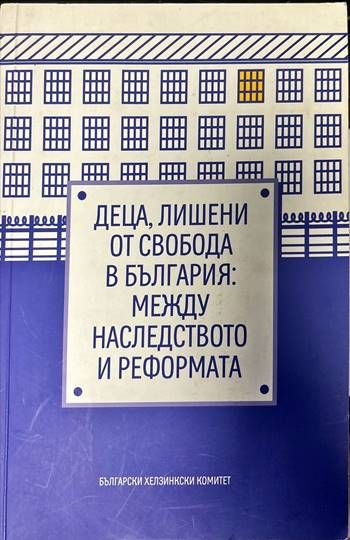 ДЕЦА, ЛИШЕНИ
ОТ СВОБОДА
В БЪЛГАРИЯ:
МЕЖДУ
НАСЛЕДСТВОТО
И РЕФОРМАТА
БЪЛГАРСКИ ХЕЛЗИНКСКИ КОМИТЕТ